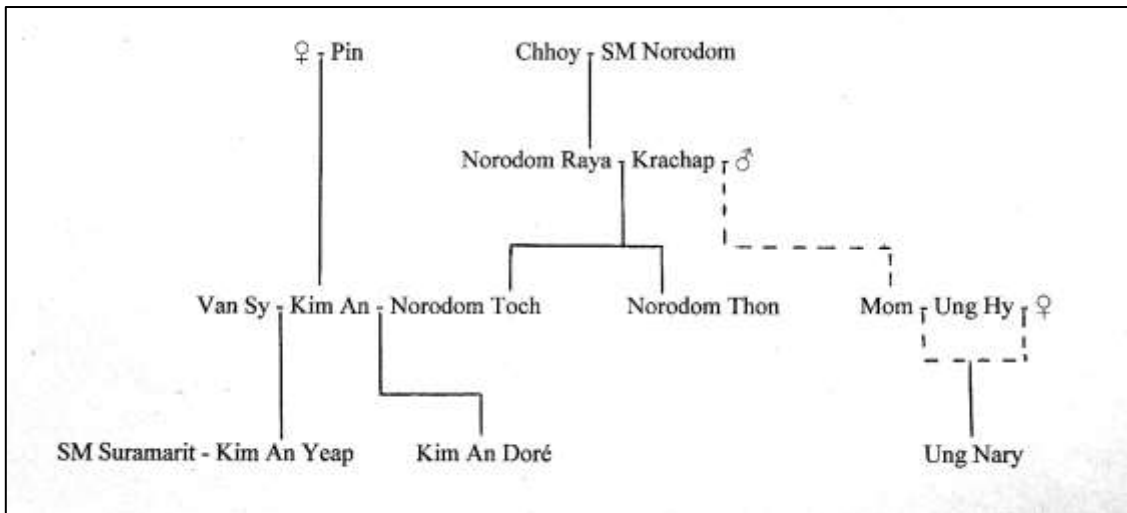 ♀ - Pin Chhoy - SM Norodom
Norodom Raya - Krachap - ♂
Van Sy - Kim An - Norodom Toch Norodom Thon Mom - Ung Hy - ♀
SM Suramarit - Kim An Yeap Kim An Doré Ung Nary